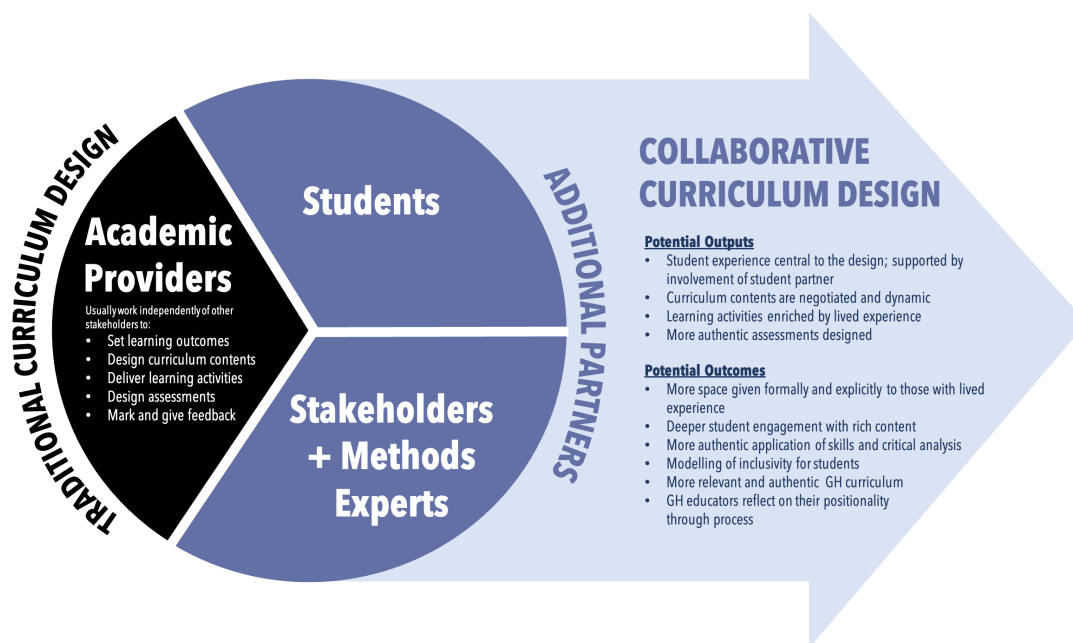 TRADITIONAL CURRICULUM DESIGN
Academic
Providers
Usually work independently of other
stakeholders to:
• Set learning outcomes
• Design curriculum contents
• Deliver learning activities
• Design assessments
• Mark and give feedback
Students
Stakeholders
+ Methods
Experts
ADDITIONAL PARTNERS
COLLABORATIVE
CURRICULUM DESIGN
Potential Outputs
• Student experience central to the design; supported by
involvement of student partner
• Curriculum contents are negotiated and dynamic
• Learning activities enriched by lived experience
• More authentic assessments designed
Potential Outcomes
• More space given formally and explicitly to those with lived
experience
• Deeper student engagement with rich content
• More authentic application of skills and critical analysis
• Modelling of inclusivity for students
• More relevant and authentic GH curriculum
• GH educators reflect on their positionality
through process